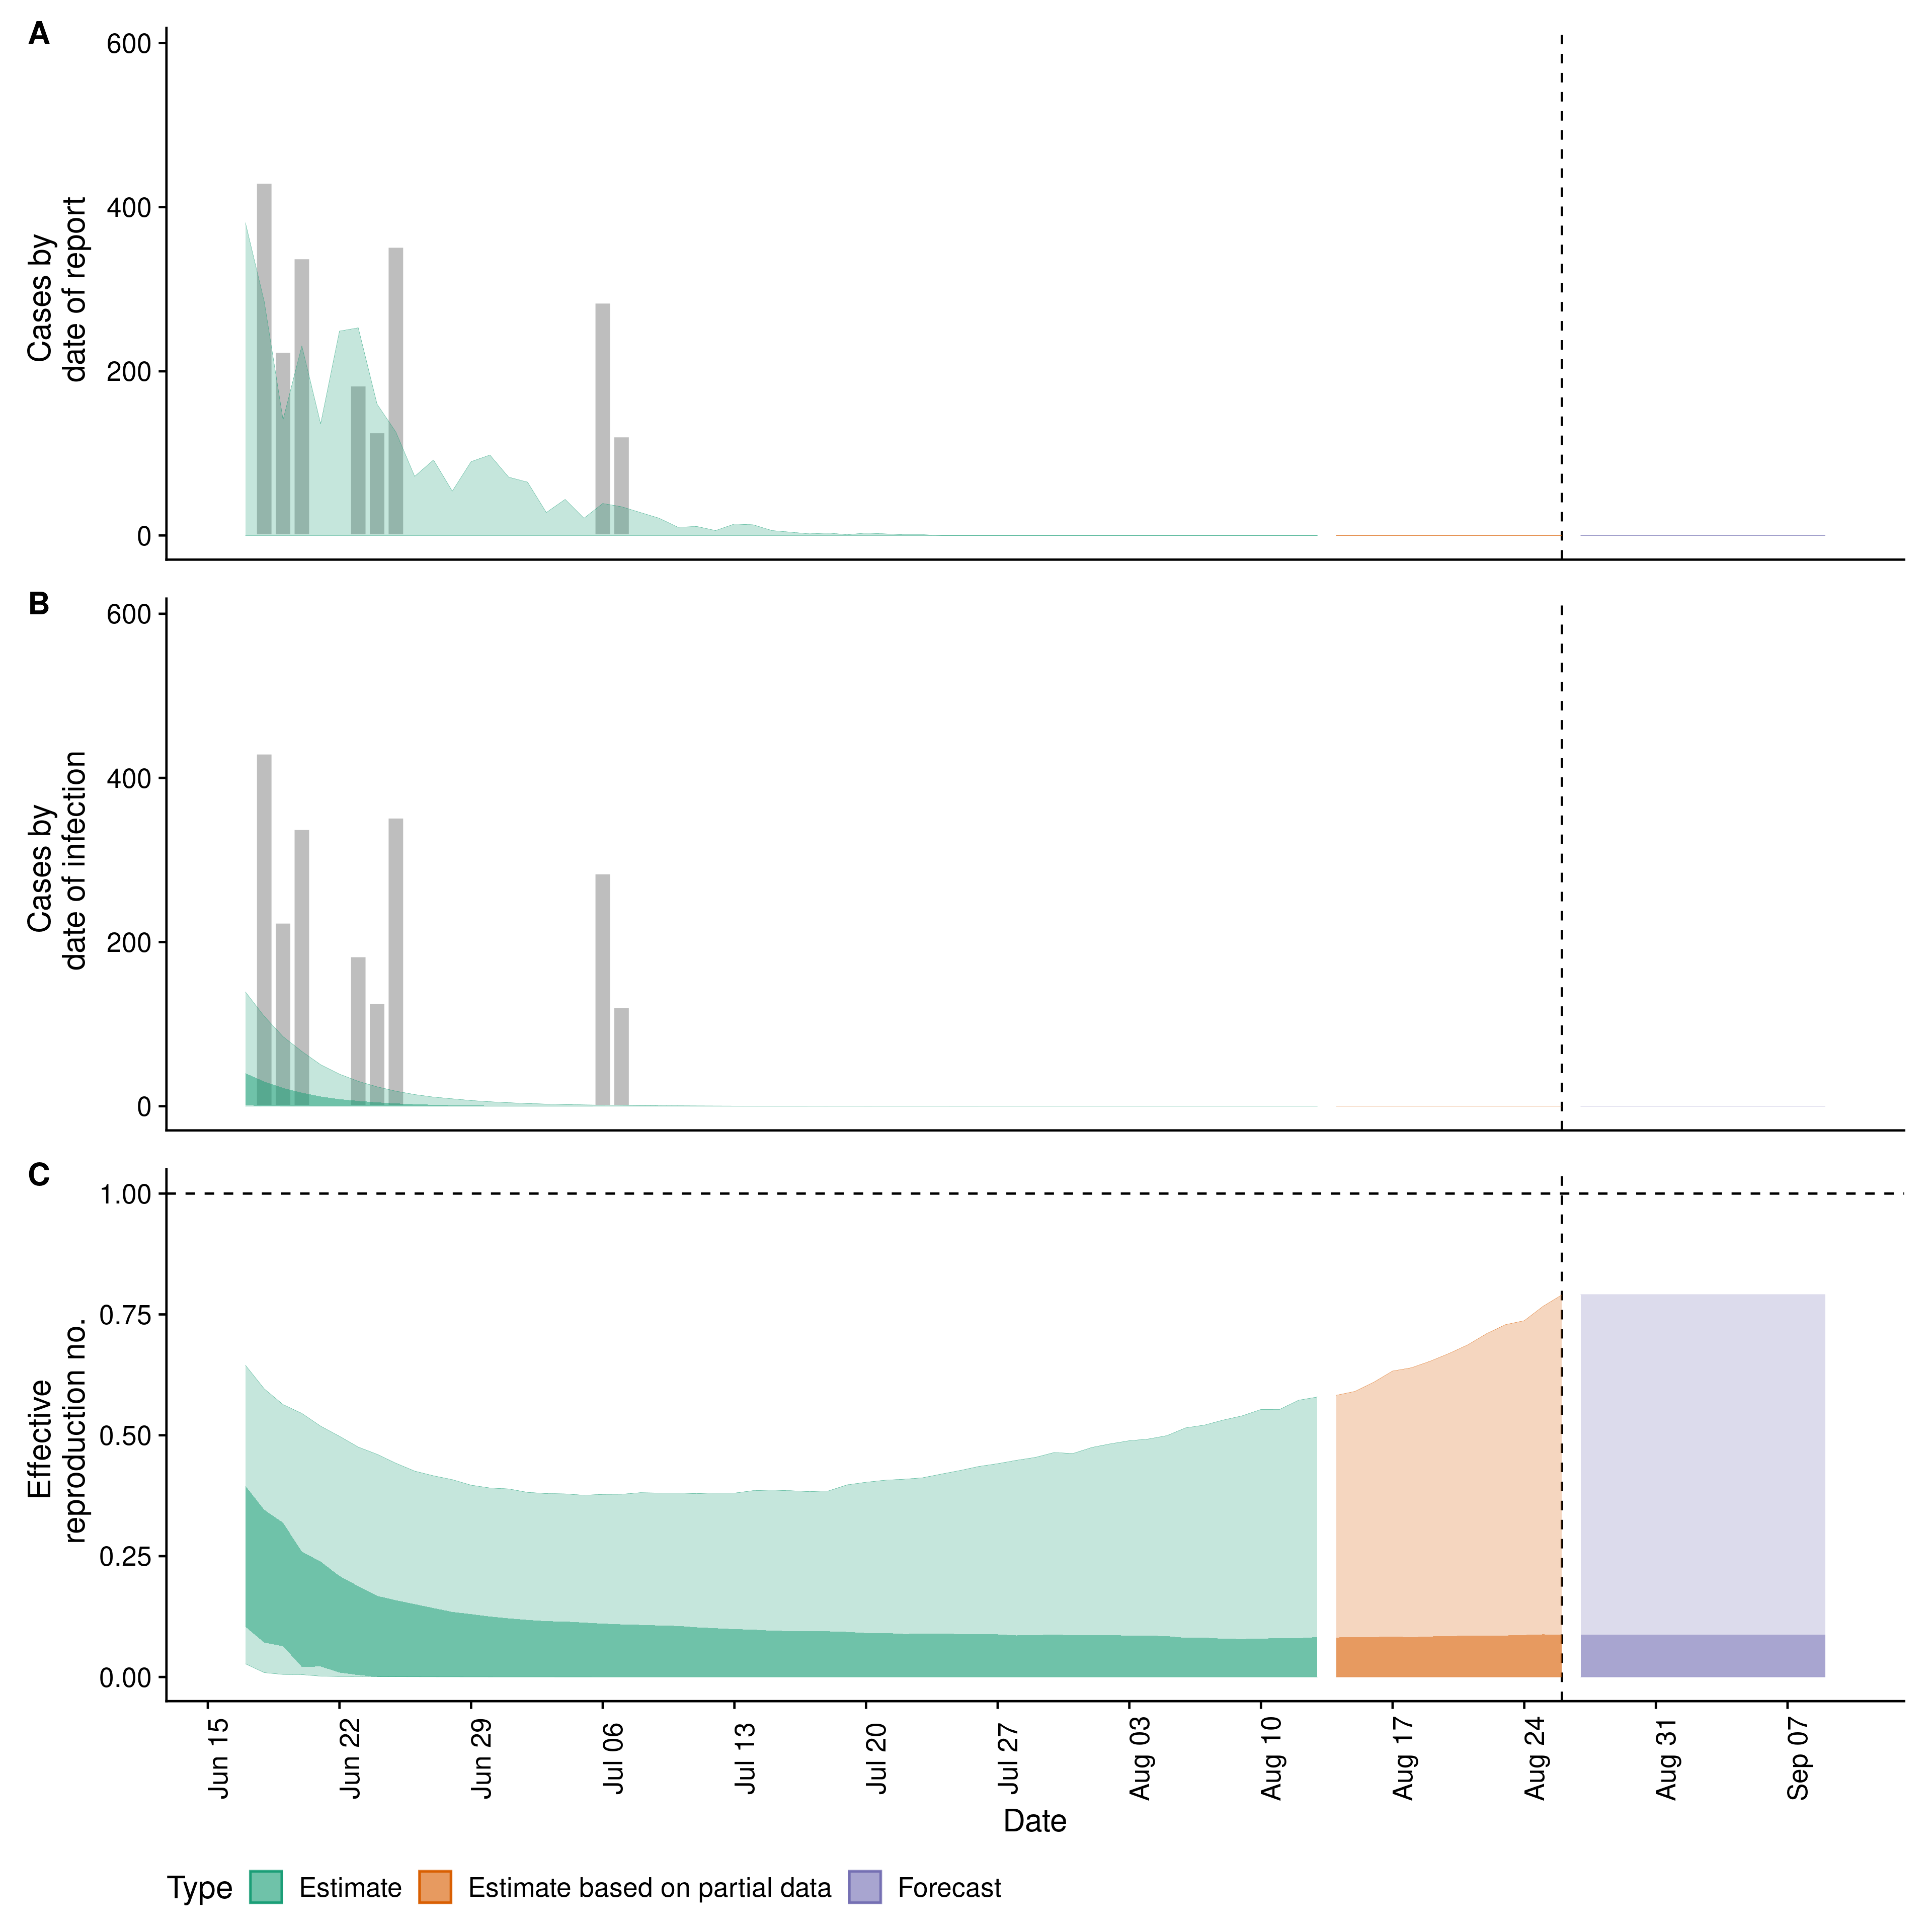 A
600
400
200
0
Cases by
date of report
B
600
400
200
0
Cases by
date of infection
C
1.00
0.75
0.50
0.25
0.00
Effective
reproduction no.
Jun 15
Jun 22
Jun 29
Jul 06
Jul 13
Jul 20
Jul 27
Aug 03
Aug 10
Aug 17
Aug 24
Aug 31
Sep 07
Date
Type Estimate Estimate based on partial data Forecast